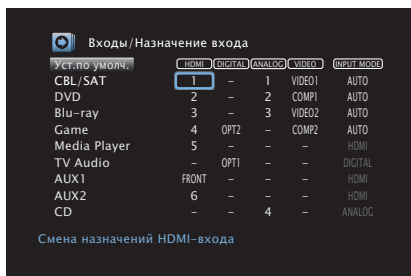 Входы/Назначение входа
Уст.по умолч. HDMI DIGITAL ANALOG VIDEO INPUT MODE
CBL/SAT 1 – 1 VIDEO1 AUTO
DVD 2 – 2 COMP1 AUTO
Blu-ray 3 – 3 VIDEO2 AUTO
Game 4 OPT2 – COMP2 AUTO
Media Player 5 – – – HDMI
TV Audio – OPT1 – – DIGITAL
AUX1 FRONT – – – HDMI
AUX2 6 – – – HDMI
CD – – 4 – ANALOG
Смена назначений HDMI-входа